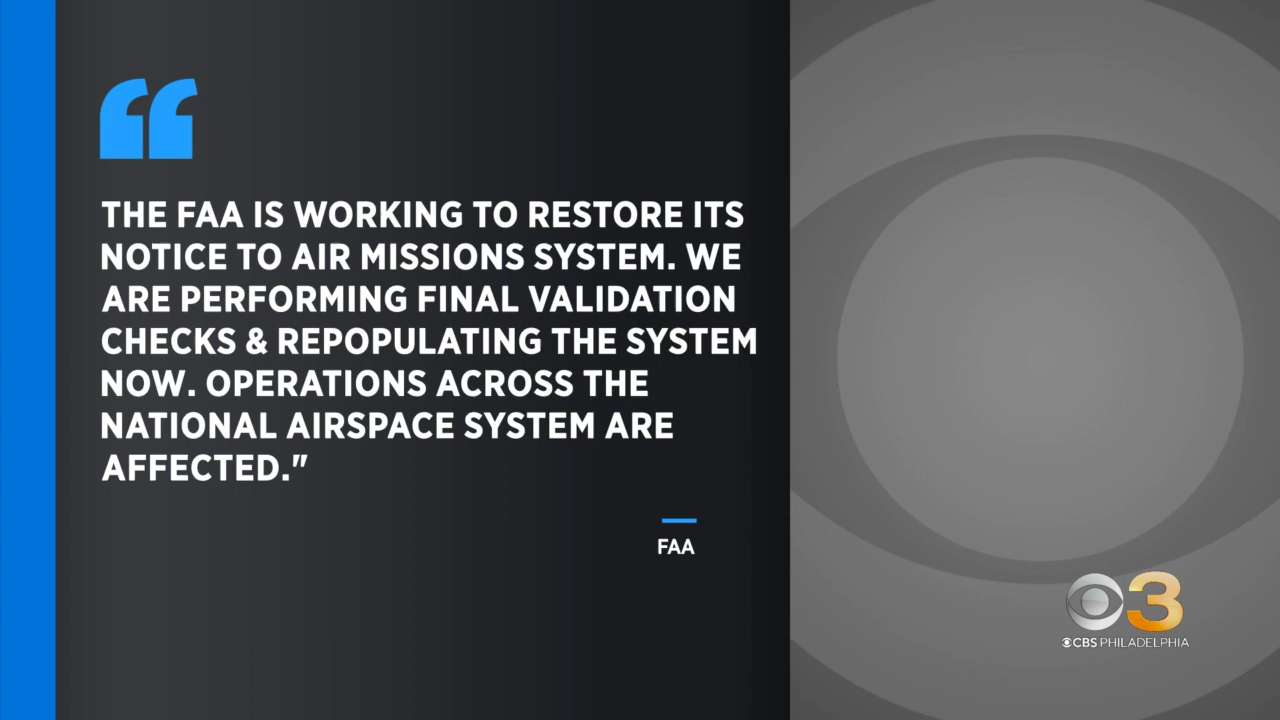 THE FAA IS WORKING TO RESTORE ITS
NOTICE TO AIR MISSIONS SYSTEM. WE
ARE PERFORMING FINAL VALIDATION
CHECKS & REPOPULATING THE SYSTEM
NOW. OPERATIONS ACROSS THE
NATIONAL AIRSPACE SYSTEM ARE
AFFECTED."
FAA
3
CBS PHILADELPHIA